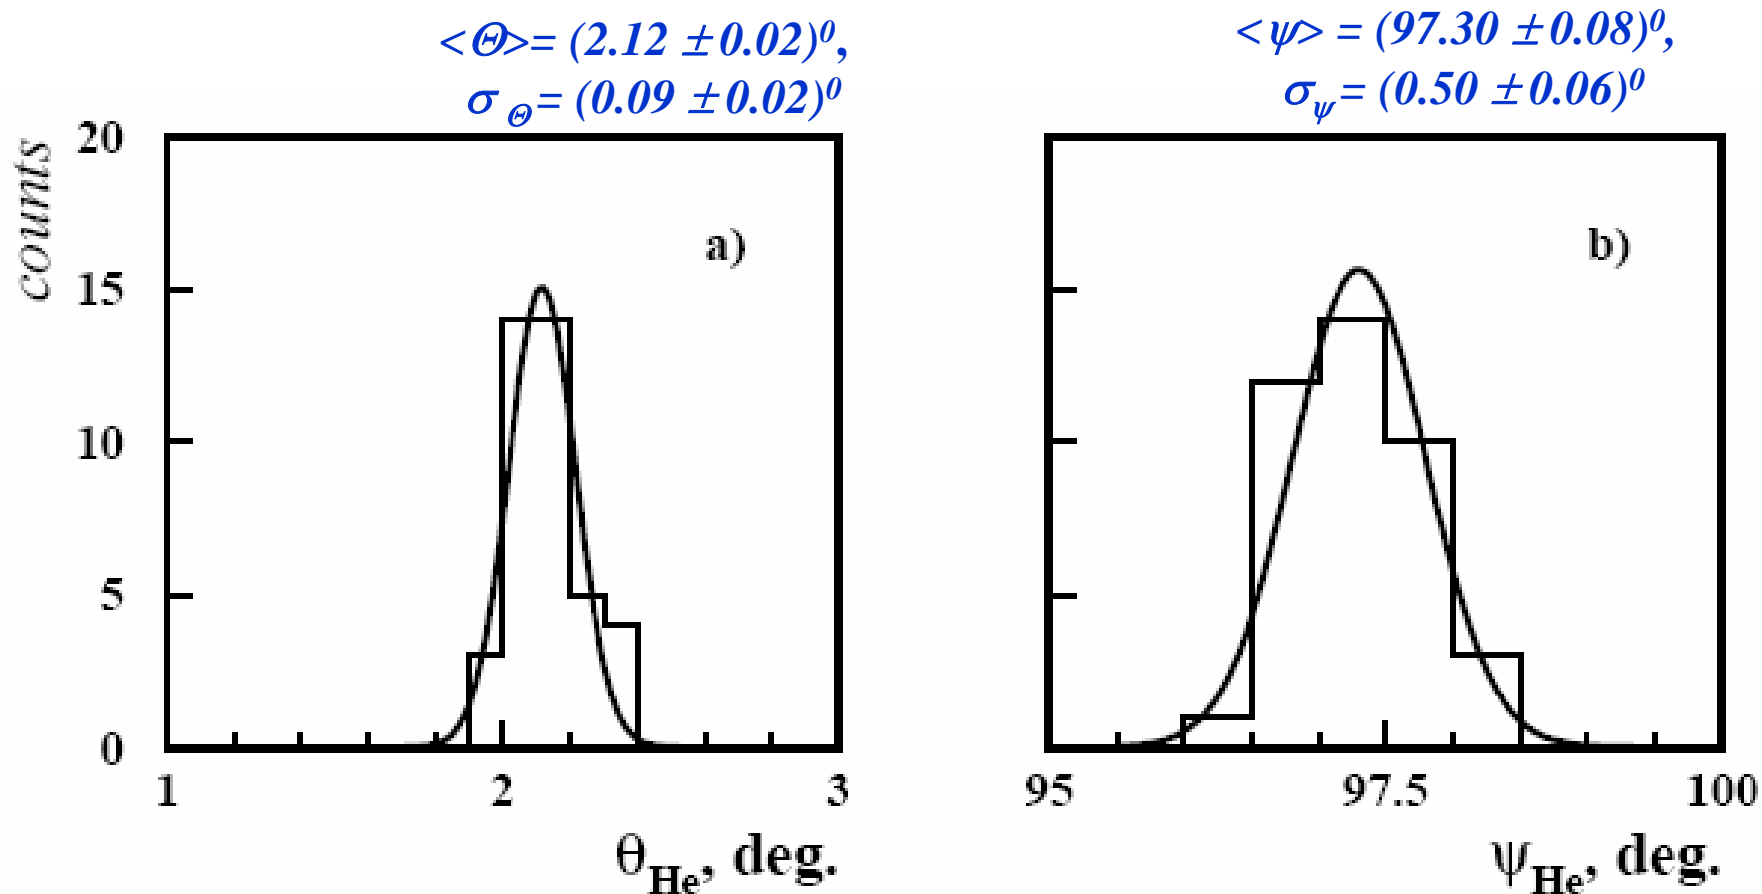 <Θ>= (2.12 ±0.02)⁰,
σ Θ= (0.09 ±0.02)⁰
<ψ> = (97.30 ±0.08)⁰,
σψ= (0.50 ±0.06)⁰
counts
20
15
10
5
0
a)
1 2 3
θHe, deg.
b)
95 97.5 100
ψHe, deg.